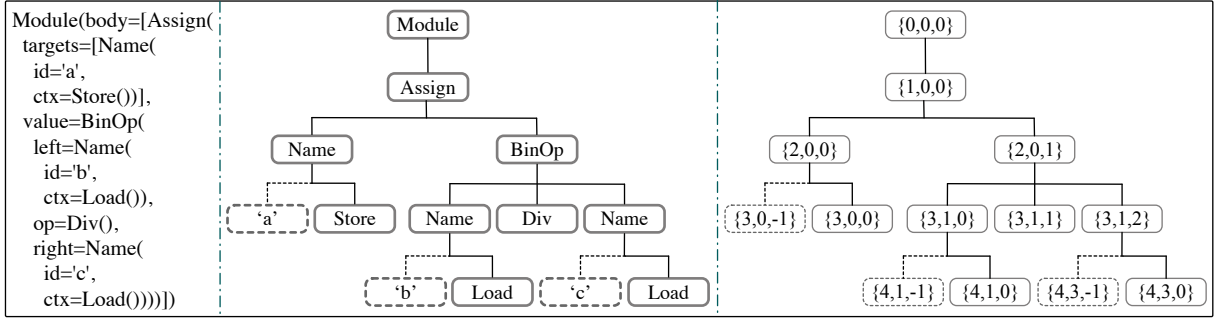 Module(body=[Assign(
targets=[Name(
id='a',
ctx=Store())],
value=BinOp(
left=Name(
id='b',
ctx=Load()),
op=Div(),
right=Name(
id='c',
ctx=Load())))])
Module
Assign
Name BinOp
‘a’ Store Name Div Name
‘b’ Load ‘c’ Load
{0,0,0}
{1,0,0}
{2,0,0} {2,0,1}
{3,0,-1} {3,0,0} {3,1,0} {3,1,1} {3,1,2}
{4,1,-1} {4,1,0} {4,3,-1} {4,3,0}